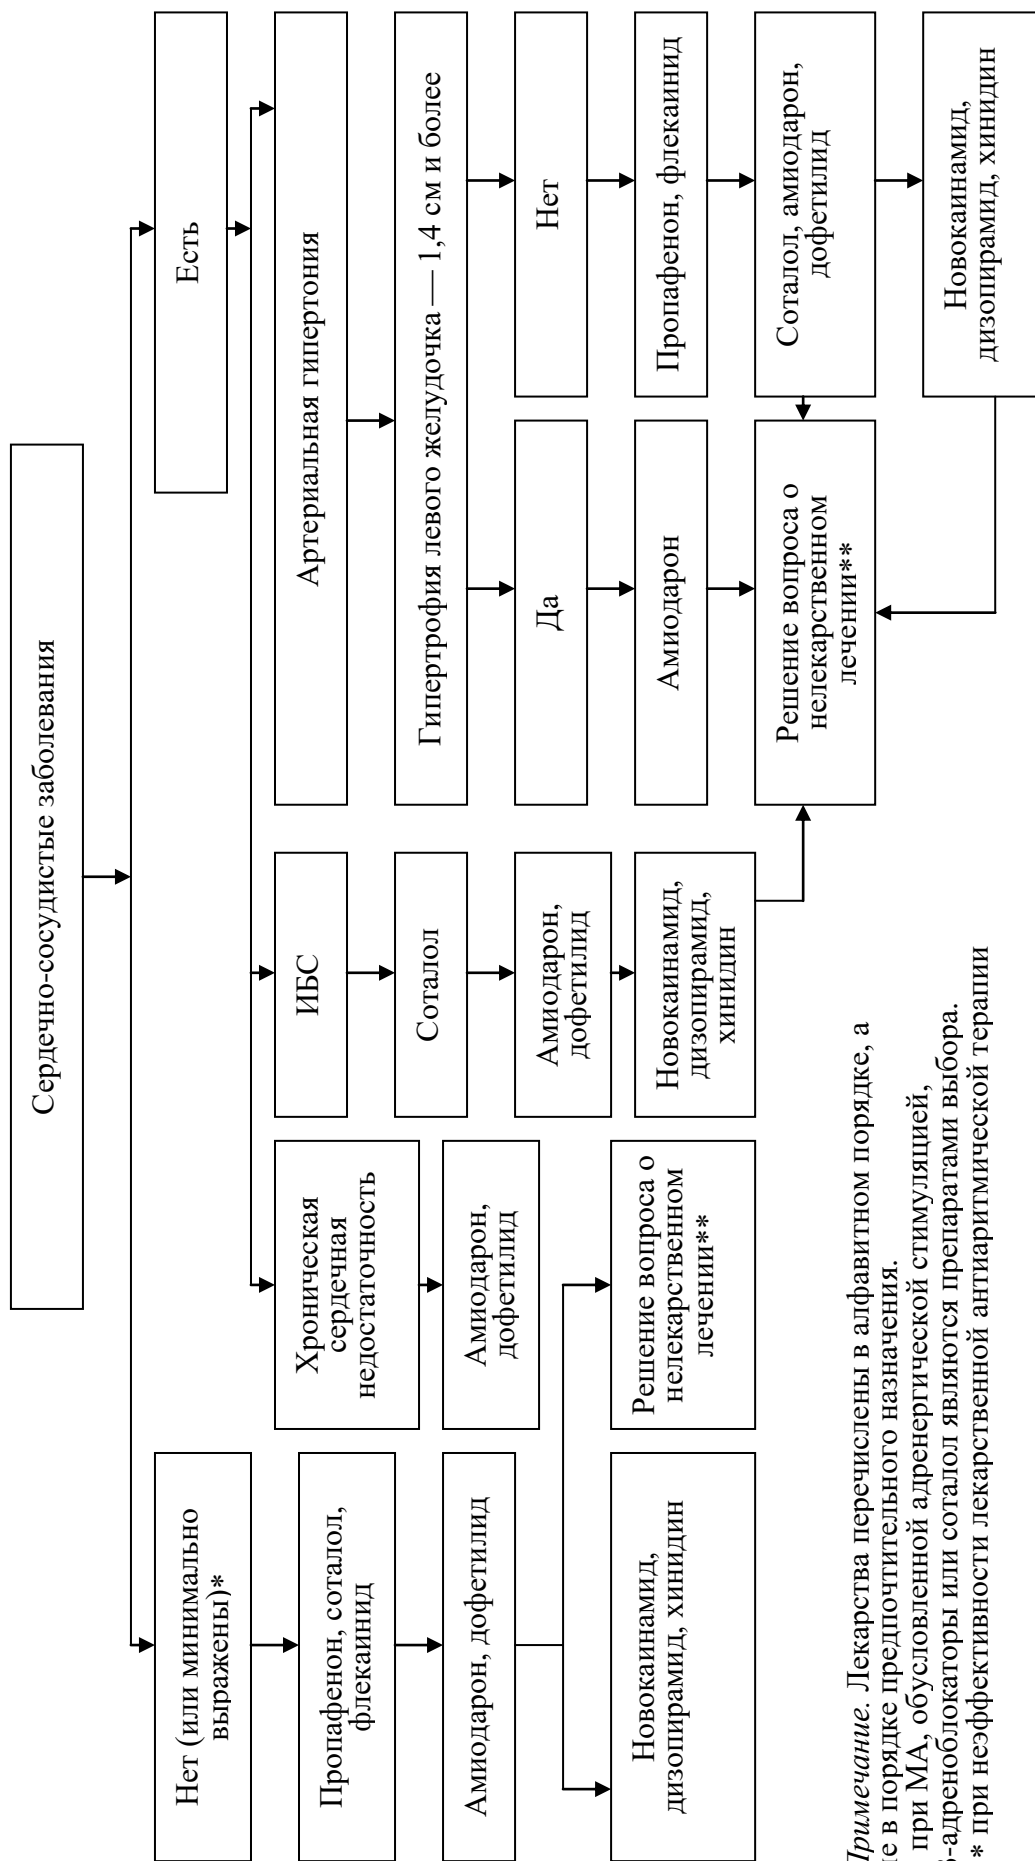 Сердечно-сосудистые заболевания
Нет (или минимально
выражены)*
Есть
Пропафенон, соталол,
флекаинид
Амиодарон, дофетилид
Новокаинамид,
дизопирамид, хинидин
Решение вопроса о
нелекарственном
лечении**
Хроническая
сердечная
недостаточность
Амиодарон,
дофетилид
ИБС
Соталол
Амиодарон,
дофетилид
Новокаинамид,
дизопирамид,
хинидин
Артериальная гипертония
Гипертрофия левого желудочка — 1,4 см и более
Да
Нет
Амиодарон
Пропафенон, флекаинид
Решение вопроса о
нелекарственном
лечении**
Соталол, амиодарон,
дофетилид
Новокаинамид,
дизопирамид, хинидин
Лекарства перечислены в алфавитном порядке, а
в порядке предпочтительного назначения.
при МА, обусловленной адренергической стимуляцией,
-адреноблокаторы или соталол являются препаратами выбора.
* при неэффективности лекарственной антиаритмической терапии